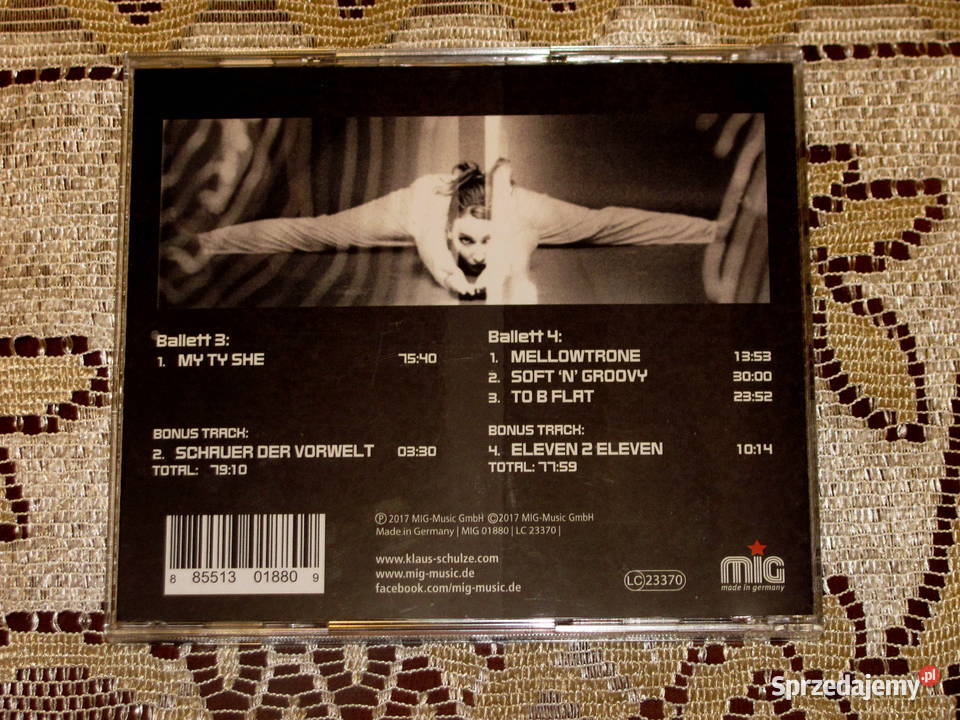 Ballett 3:
1. MY TY SHE 75:40
BONUS TRACK:
2. SCHAUER DER VORWELT 03:30
TOTAL: 79:10
Ballett 4:
1. MELLOWTRONE 13:53
2. SOFT 'N' GROOVY 30:00
3. TO B FLAT 23:52
BONUS TRACK:
4. ELEVEN 2 ELEVEN 10:14
TOTAL: 77:59
8 85513 01880 9
Ⓟ 2017 MIG-Music GmbH ©2017 MIG-Music GmbH
Made in Germany | MIG 01880 | LC 23370 |
www.klaus-schulze.com
www.mig-music.de
facebook.com/mig-music.de
LC 23370
mig
made in germany
Sprzedajemy.pl